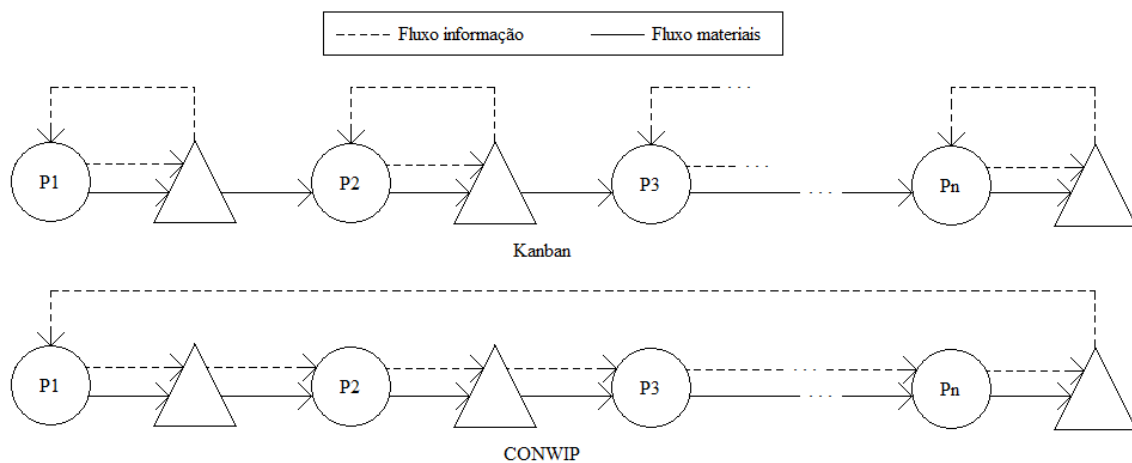 Fluxo informação Fluxo materiais
P1 P2 P3 ... Pn
Kanban
P1 P2 P3 ... Pn
CONWIP